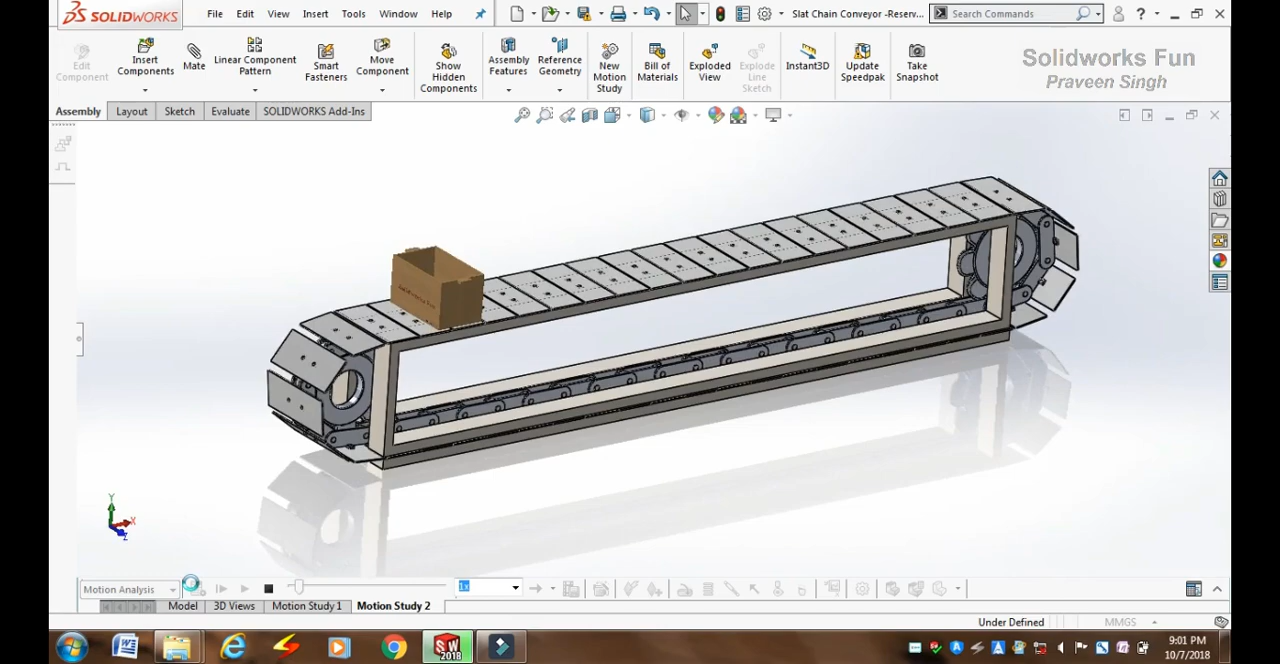 SOLIDWORKS File Edit View Insert Tools Window Help Slat Chain Conveyor -Reserv... Search Commands
Edit Component
Insert Components
Mate
Linear Component Pattern
Smart Fasteners
Move Component
Show Hidden Components
Assembly Features
Reference Geometry
New Motion Study
Bill of Materials
Exploded View
Explode Line Sketch
Instant3D
Update Speedpak
Take Snapshot
Solidworks Fun
Praveen Singh
Assembly Layout Sketch Evaluate SOLIDWORKS Add-Ins
Y
X
Z
Motion Analysis 1x
Model 3D Views Motion Study 1 Motion Study 2
Under Defined MMGS
SW 2018
9:01 PM
10/7/2018